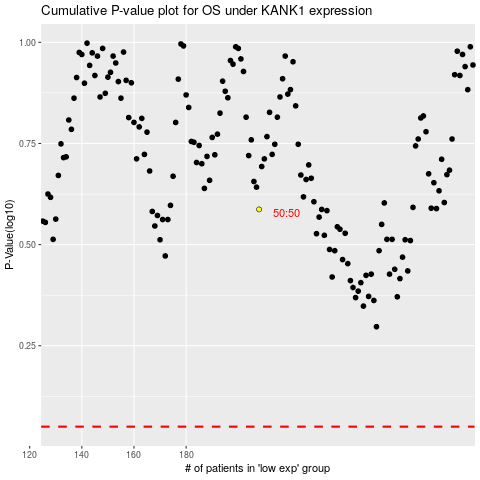 Cumulative P-value plot for OS under KANK1 expression
P-Value(log10)
1.00
0.75
0.50
0.25
50:50
120 140 160 180
# of patients in 'low exp' group